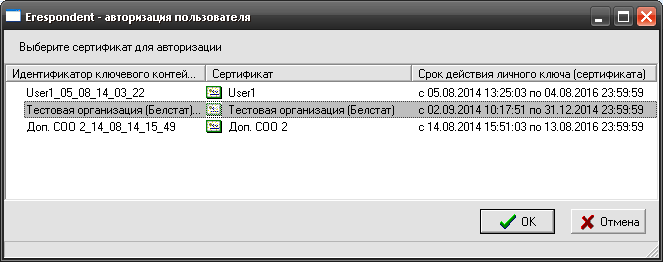 Erespondent - авторизация пользователя
Выберите сертификат для авторизации
Идентификатор ключевого контей... Сертификат Срок действия личного ключа (сертификата)
User1_05_08_14_03_22 User1 с 05.08.2014 13:25:03 по 04.08.2016 23:59:59
Тестовая организация (Белстат)... Тестовая организация (Белстат) с 02.09.2014 10:17:51 по 31.12.2014 23:59:59
Доп. СОО 2_14_08_14_15_49 Доп. СОО 2 с 14.08.2014 15:51:03 по 13.08.2016 23:59:59
OK Отмена